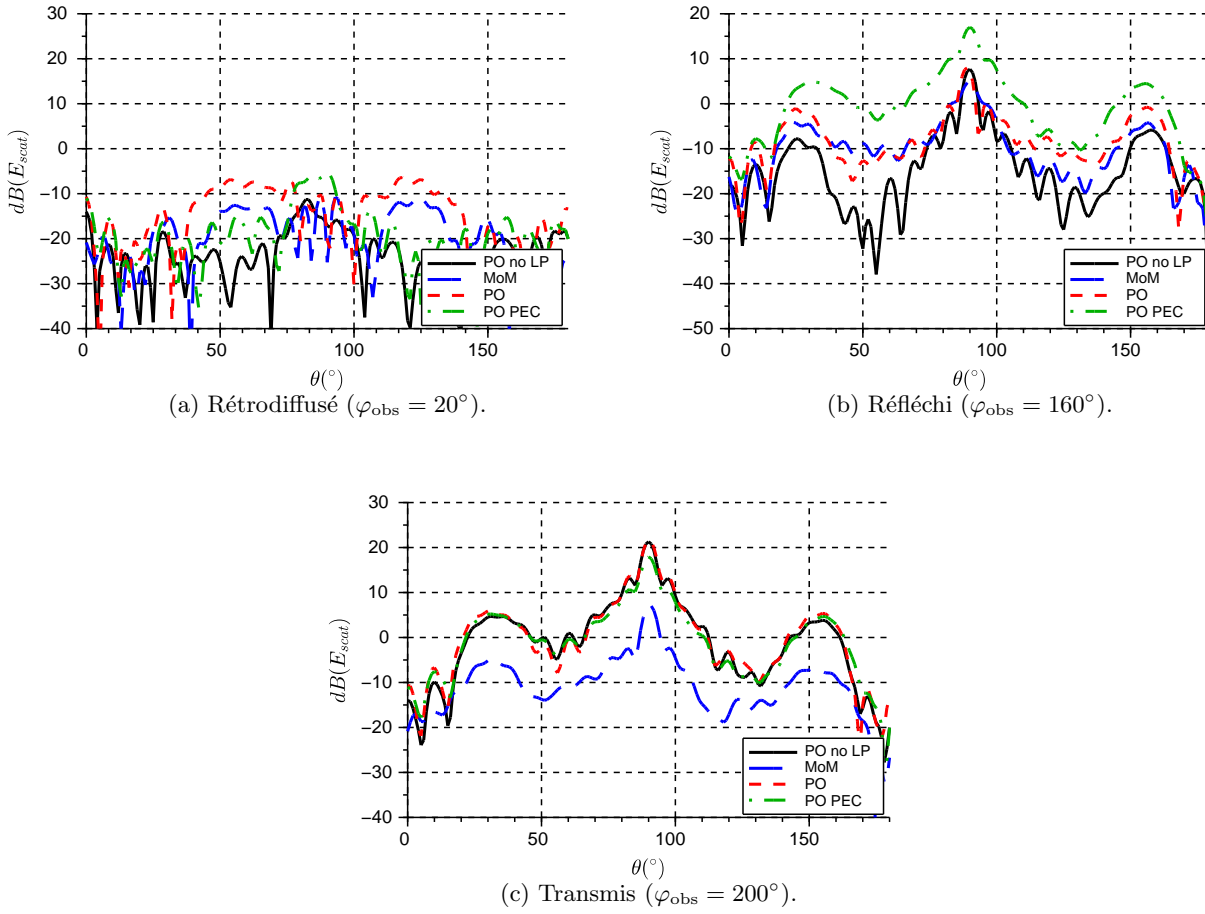 30
20
10
0
−10
−20
−30
−40
dB(E_scat)
0
50
100
150
θ(°)
PO no LP
MoM
PO
PO PEC
(a) Rétrodiffusé (φobs = 20°).
20
10
0
−10
−20
−30
−40
−50
dB(E_scat)
0
50
100
150
θ(°)
PO no LP
MoM
PO
PO PEC
(b) Réfléchi (φobs = 160°).
30
20
10
0
−10
−20
−30
−40
dB(E_scat)
0
50
100
150
θ(°)
PO no LP
MoM
PO
PO PEC
(c) Transmis (φobs = 200°).